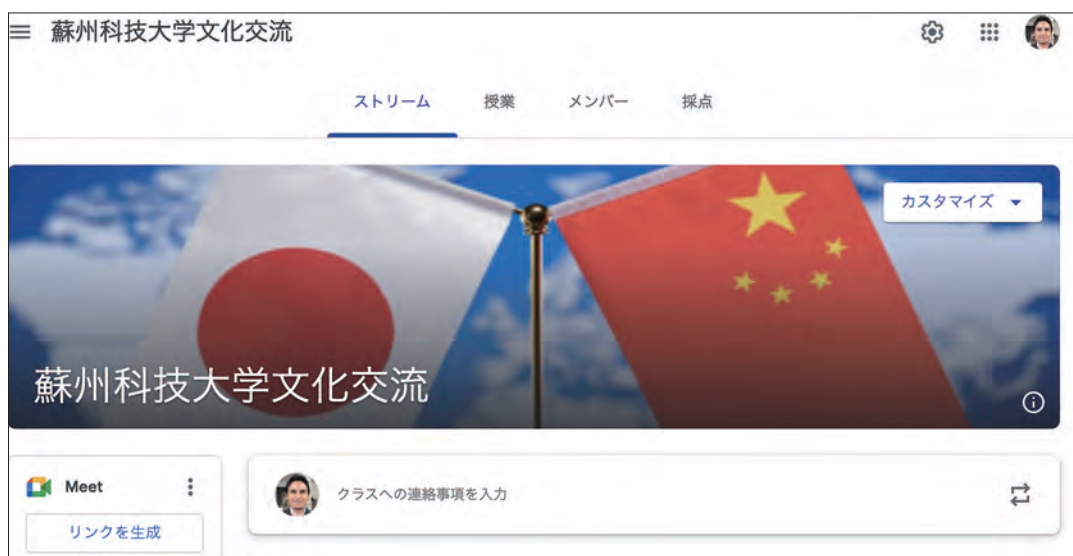 蘇州科技大学文化交流
ストリーム 授業 メンバー 採点
カスタマイズ
蘇州科技大学文化交流
Meet
リンクを生成
クラスへの連絡事項を入力